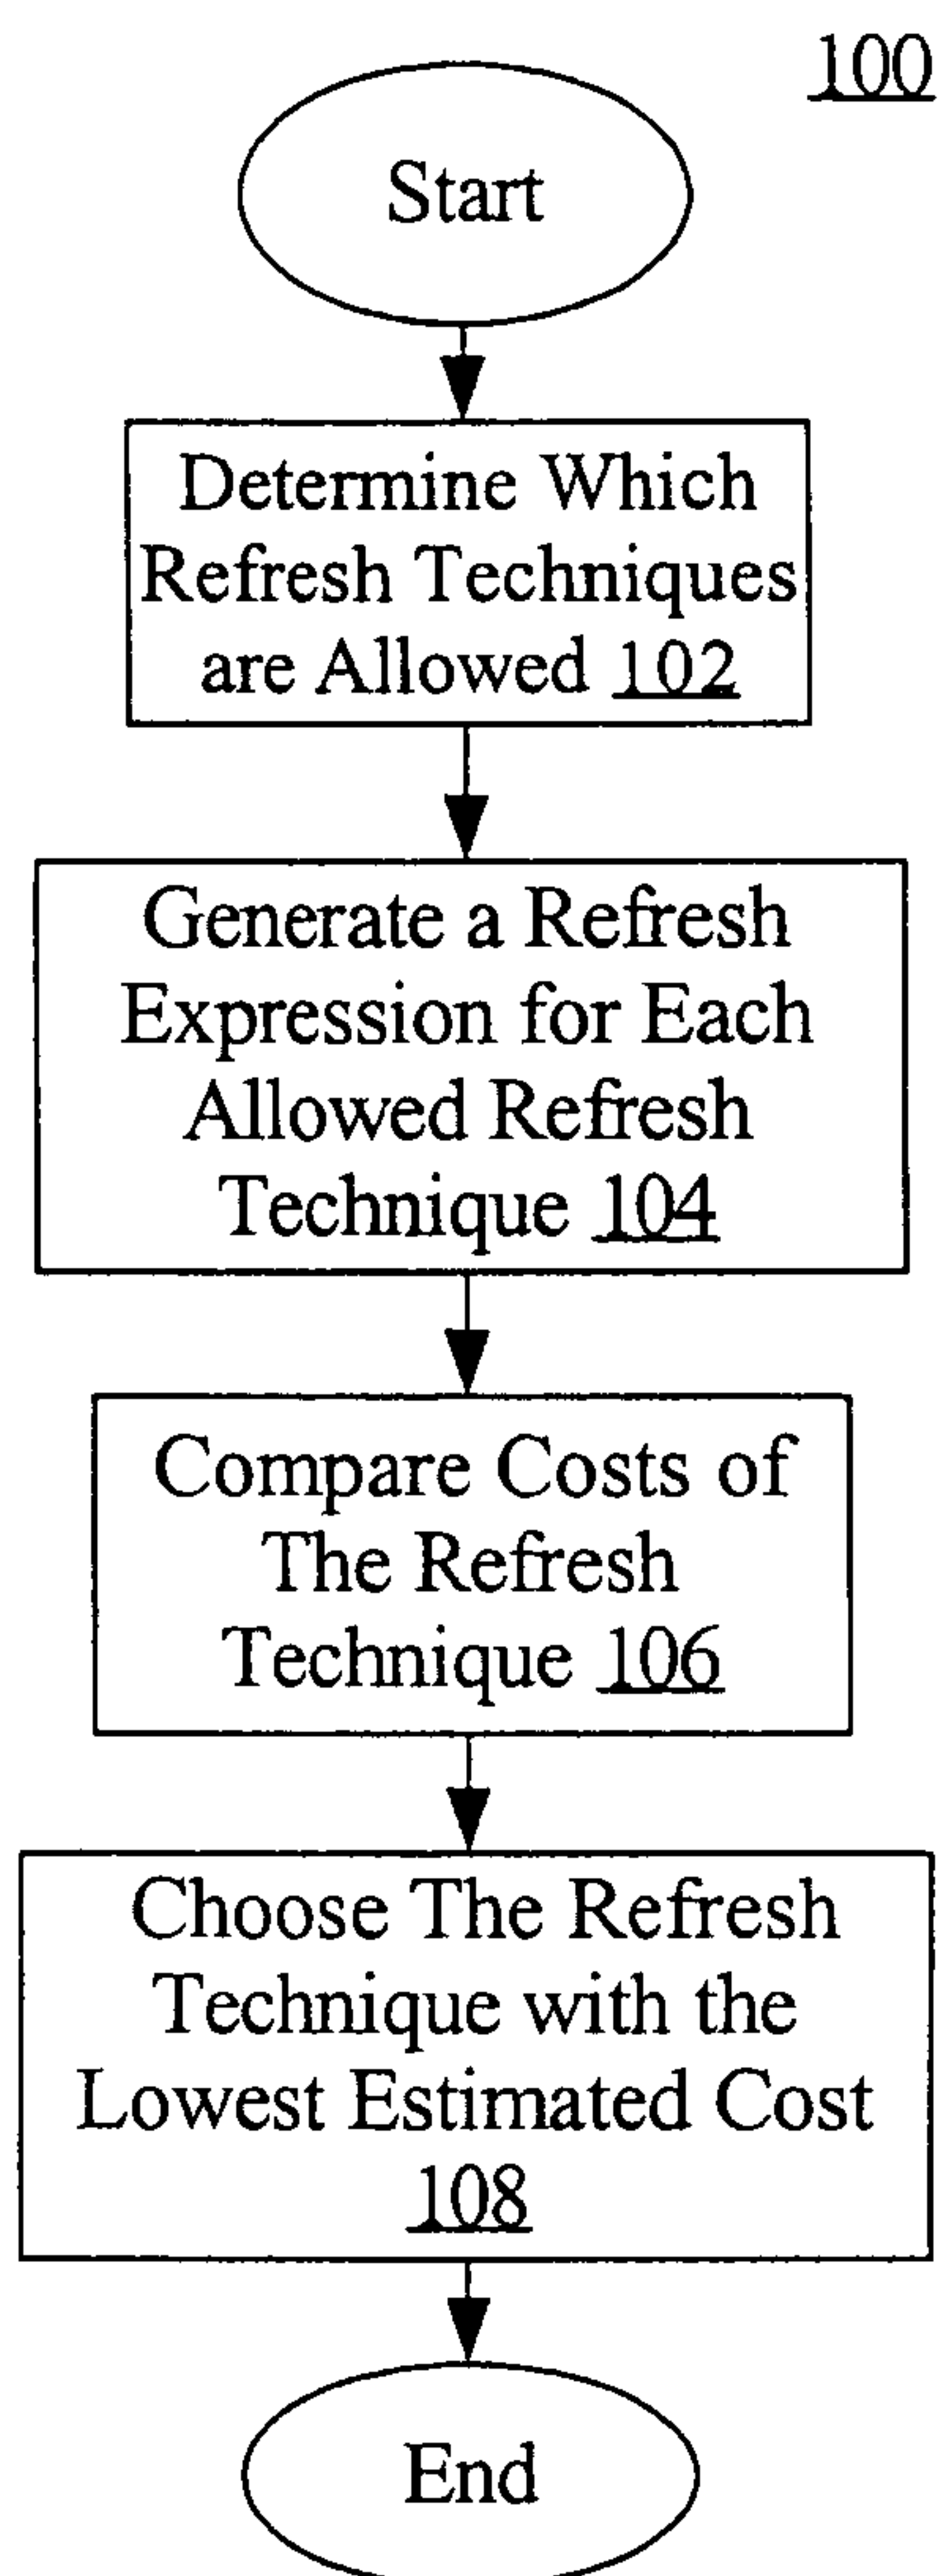 100
Start
Determine Which
Refresh Techniques
are Allowed 102
Generate a Refresh
Expression for Each
Allowed Refresh
Technique 104
Compare Costs of
The Refresh
Technique 106
Choose The Refresh
Technique with the
Lowest Estimated Cost
108
End